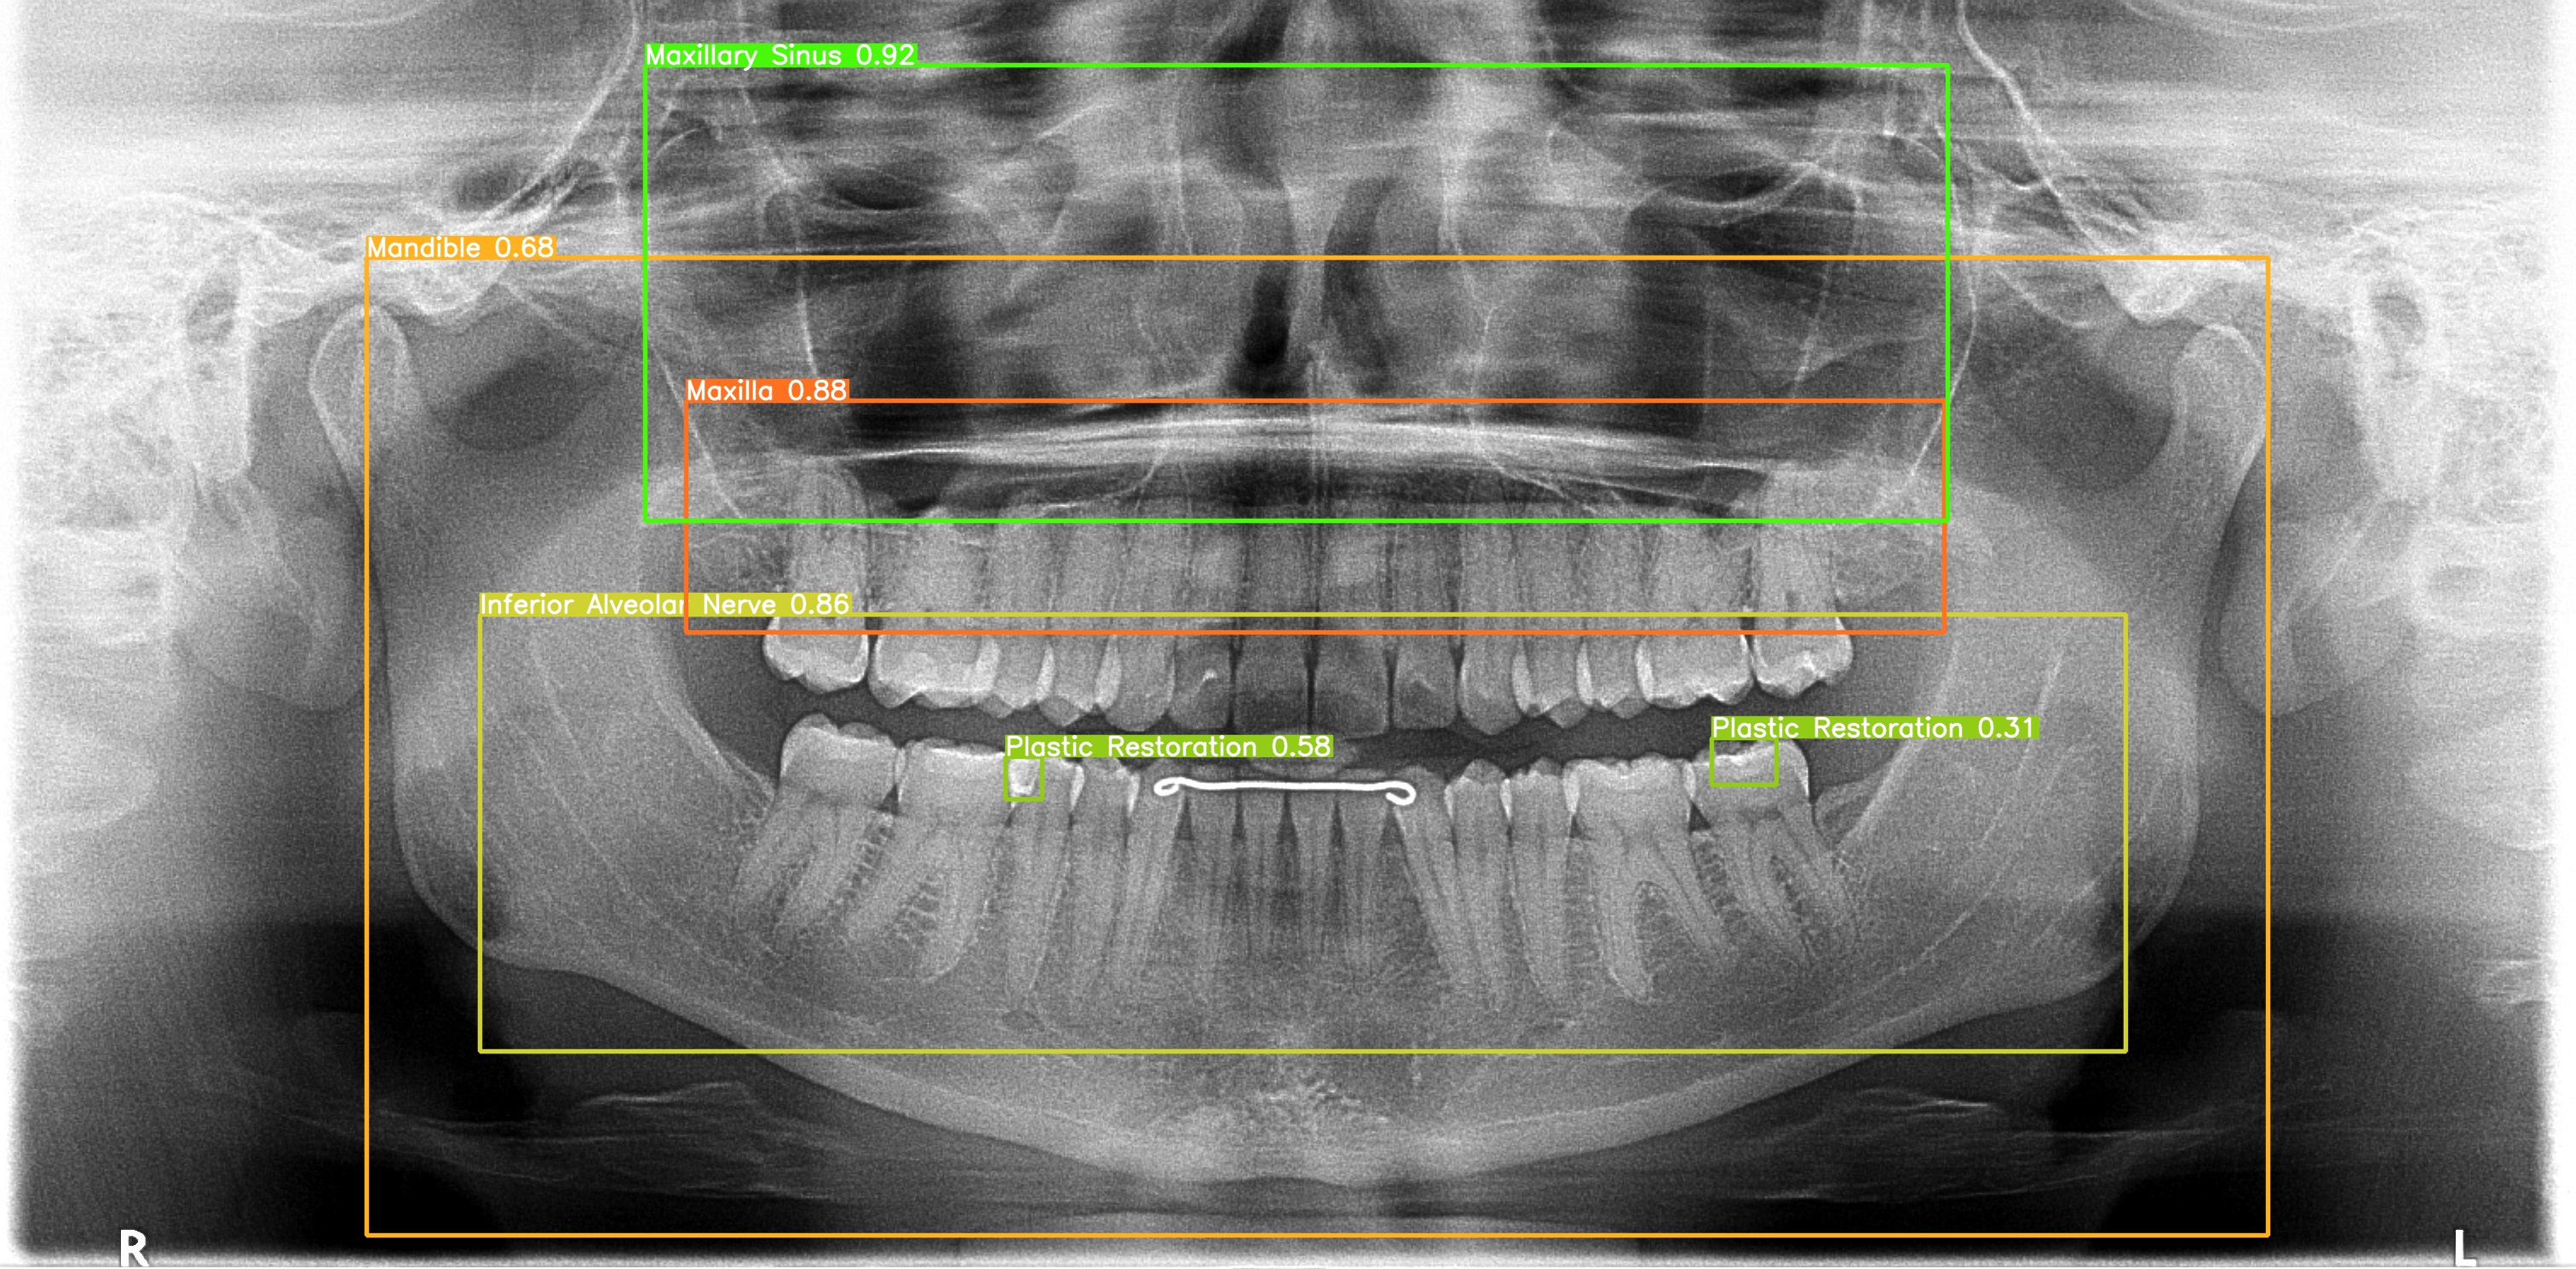 Maxillary Sinus 0.92
Mandible 0.68
Maxilla 0.88
Inferior Alveolar Nerve 0.86
Plastic Restoration 0.31
Plastic Restoration 0.58
R
L